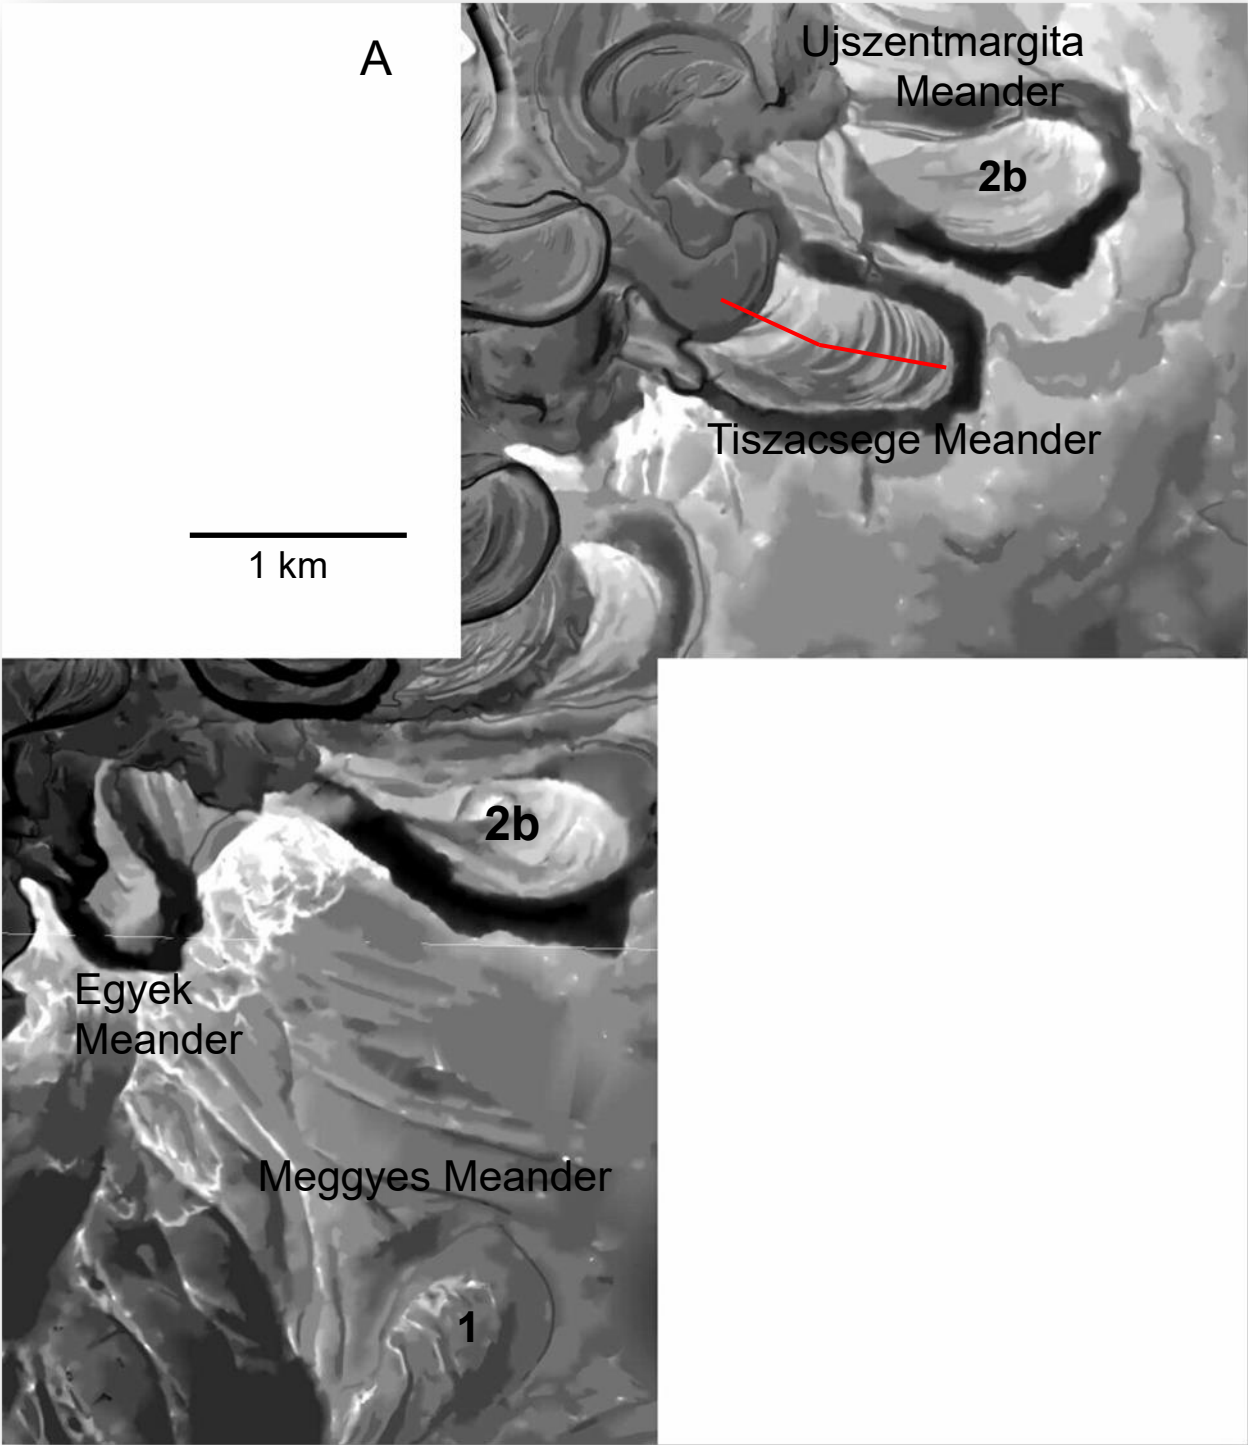 A
Ujszentmargita
Meander
2b
Tiszacsege Meander
1 km
2b
Egyek
Meander
Meggyes Meander
1